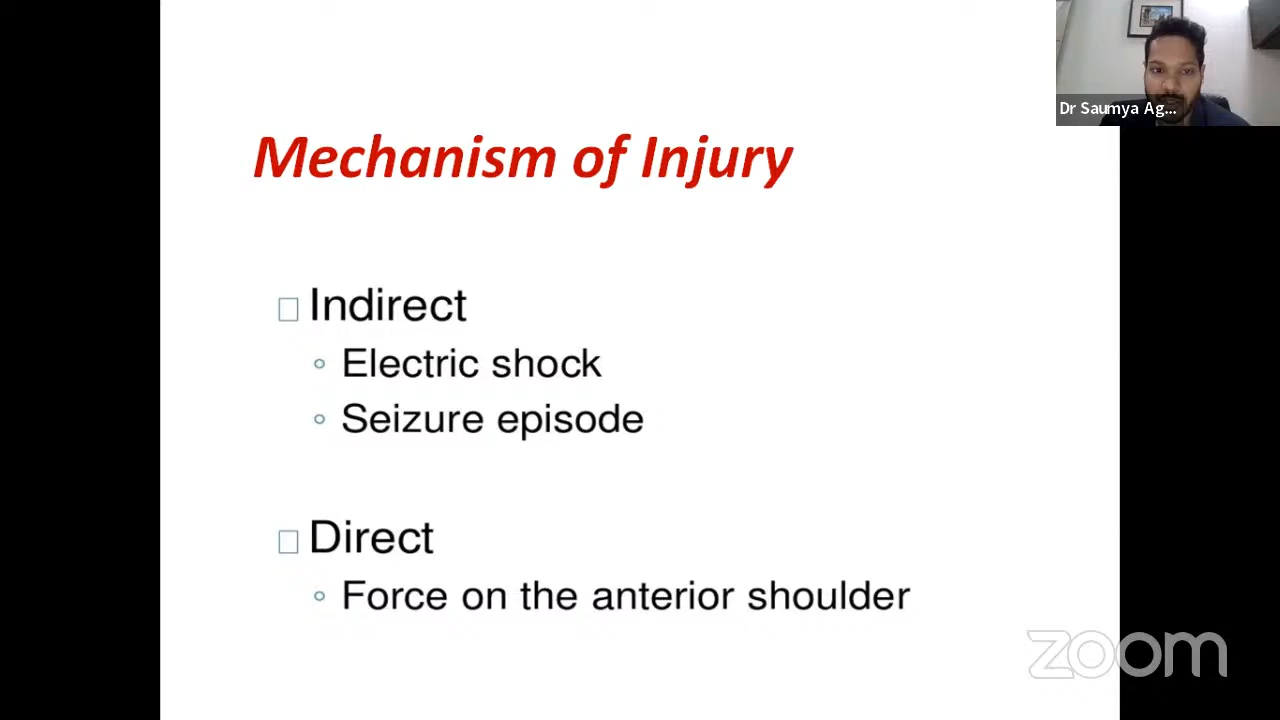 Dr Saumya Ag...
Mechanism of Injury
Indirect
Electric shock
Seizure episode
Direct
Force on the anterior shoulder
zoom